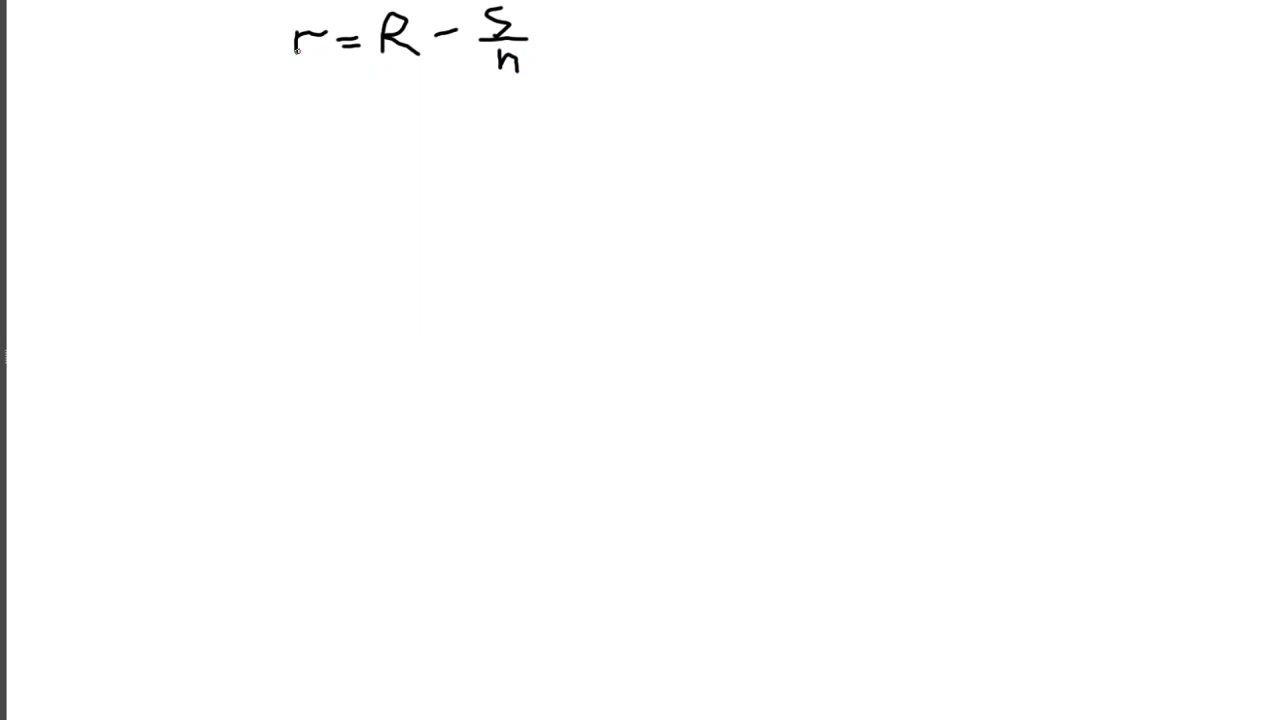 r = R - S/n